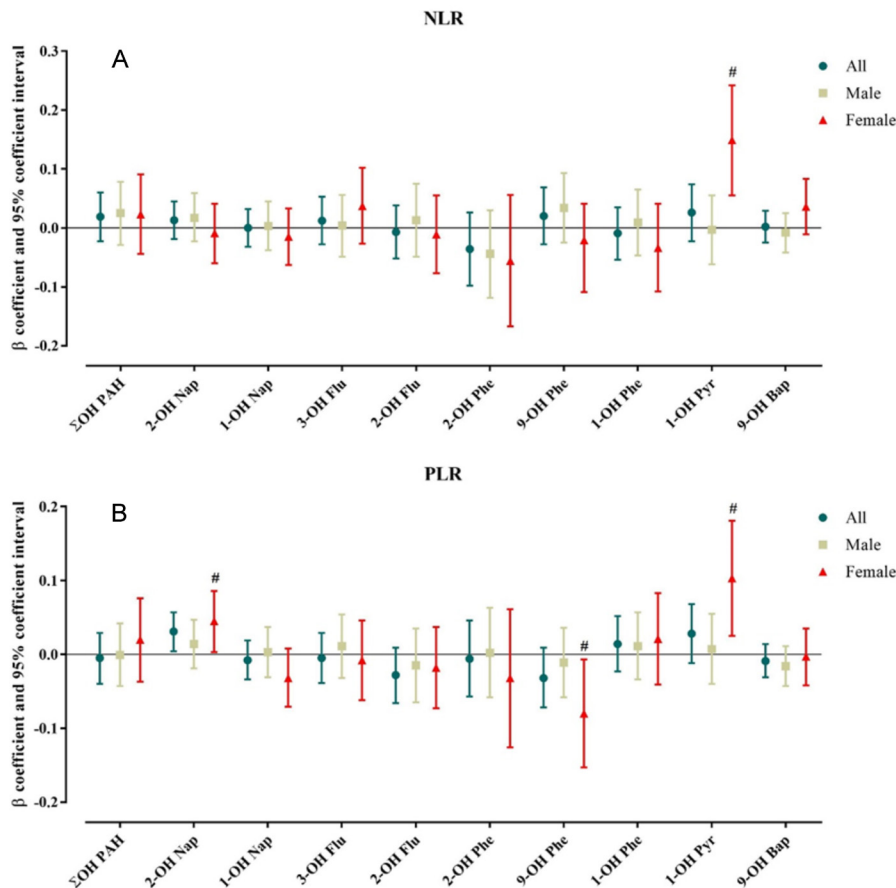 NLR
A
β coefficient and 95% coefficient interval
0.3
0.2
0.1
0.0
-0.1
-0.2
#
All
Male
Female
ΣOH PAH
2-OH Nap
1-OH Nap
3-OH Flu
2-OH Flu
2-OH Phe
9-OH Phe
1-OH Phe
1-OH Pyr
9-OH Bap
PLR
B
β coefficient and 95% coefficient interval
0.2
0.1
0.0
-0.1
-0.2
#
#
#
All
Male
Female
ΣOH PAH
2-OH Nap
1-OH Nap
3-OH Flu
2-OH Flu
2-OH Phe
9-OH Phe
1-OH Phe
1-OH Pyr
9-OH Bap